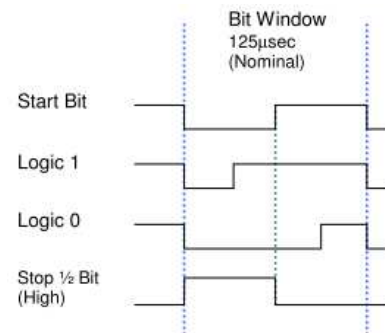 Bit Window
125μsec
(Nominal)
Start Bit
Logic 1
Logic 0
Stop ½ Bit
(High)